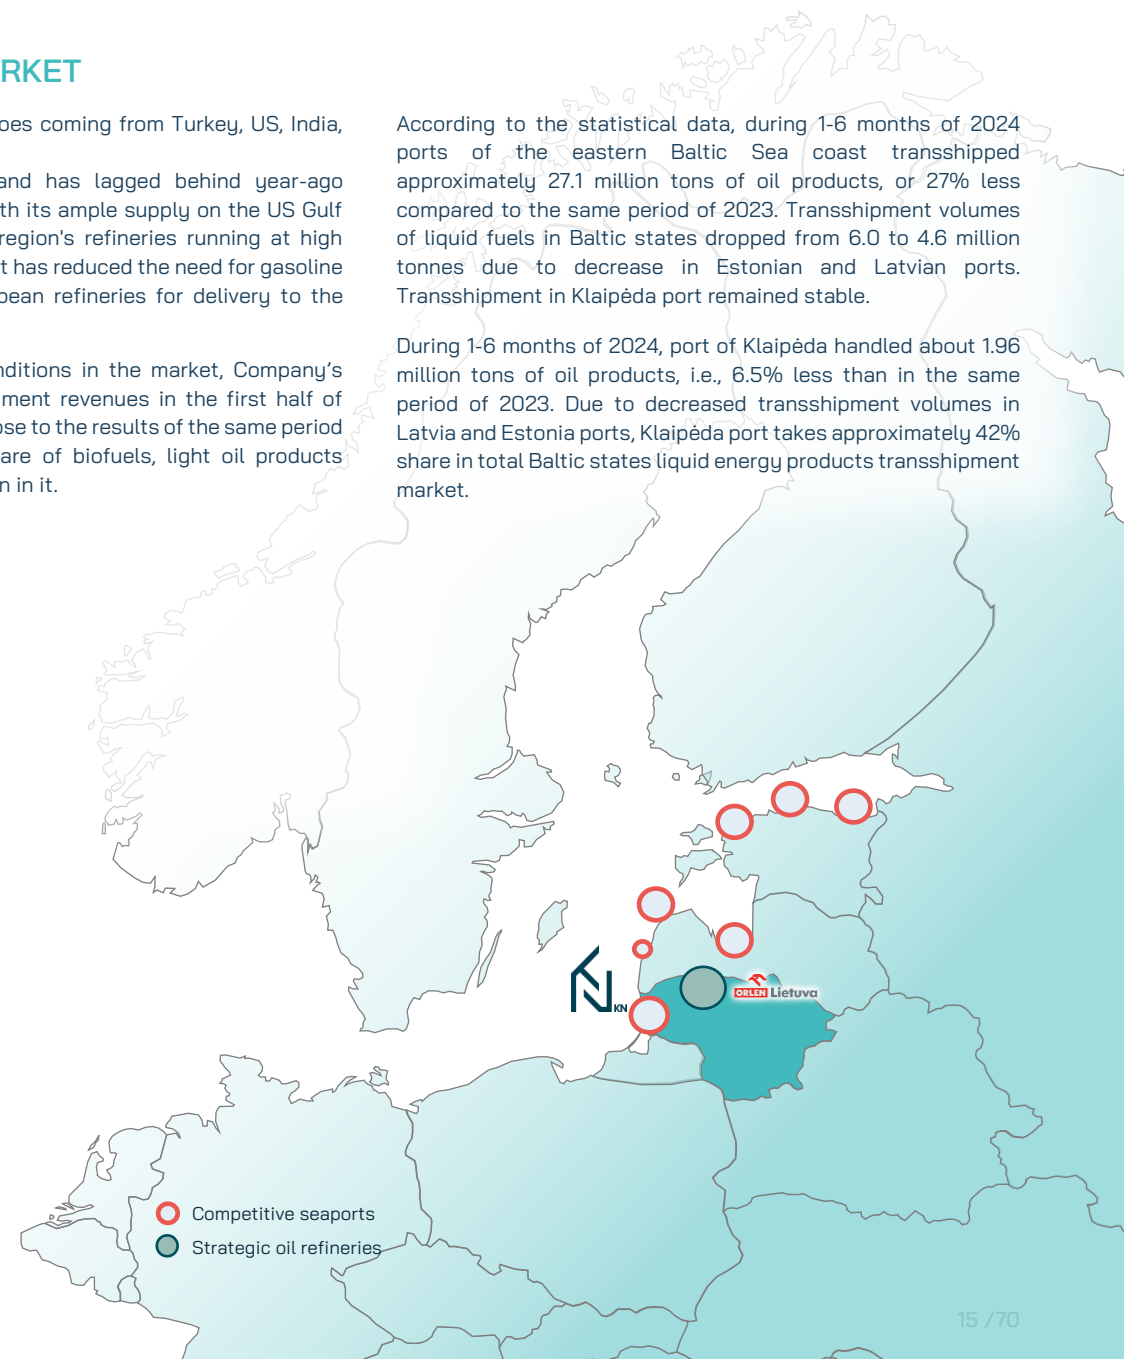 RKET
oes coming from Turkey, US, India,
and has lagged behind year-ago
th its ample supply on the US Gulf
region's refineries running at high
t has reduced the need for gasoline
pean refineries for delivery to the
nditions in the market, Company's
ment revenues in the first half of
ose to the results of the same period
are of biofuels, light oil products
n in it.
According to the statistical data, during 1-6 months of 2024
ports of the eastern Baltic Sea coast transshipped
approximately 27.1 million tons of oil products, or 27% less
compared to the same period of 2023. Transshipment volumes
of liquid fuels in Baltic states dropped from 6.0 to 4.6 million
tonnes due to decrease in Estonian and Latvian ports.
Transshipment in Klaipėda port remained stable.
During 1-6 months of 2024, port of Klaipėda handled about 1.96
million tons of oil products, i.e., 6.5% less than in the same
period of 2023. Due to decreased transshipment volumes in
Latvia and Estonia ports, Klaipėda port takes approximately 42%
share in total Baltic states liquid energy products transshipment
market.
ORLEN Lietuva
KN
Competitive seaports
Strategic oil refineries
15 /70